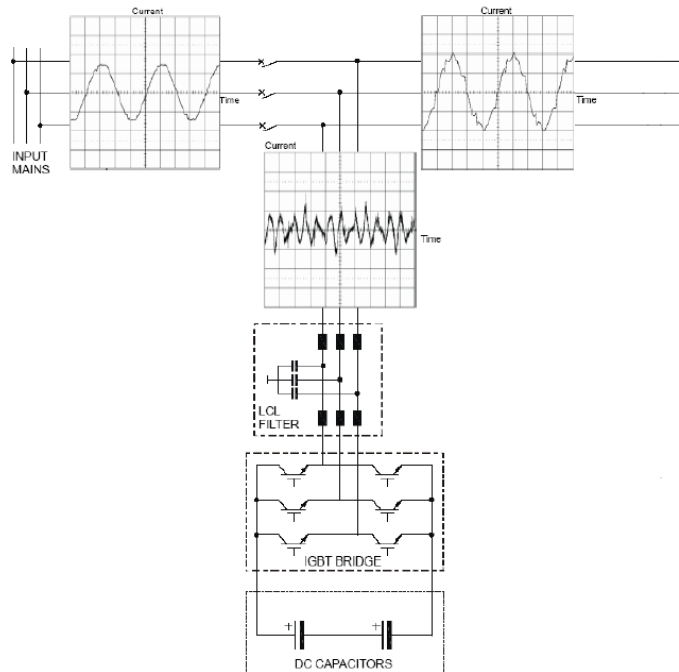 Current
Time
INPUT
MAINS
Current
Time
Current
Time
LCL
FILTER
IGBT BRIDGE
+
+
DC CAPACITORS